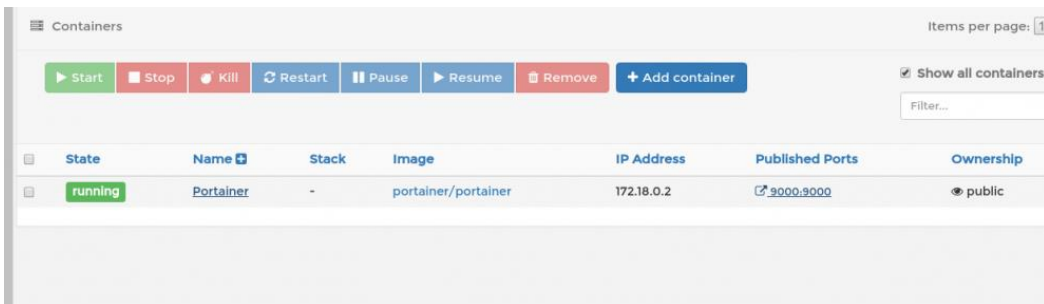 Containers Items per page: 1
Start Stop Kill Restart Pause Resume Remove Add container Show all containers
Filter...
State Name Stack Image IP Address Published Ports Ownership
running Portainer - portainer/portainer 172.18.0.2 9000:9000 public